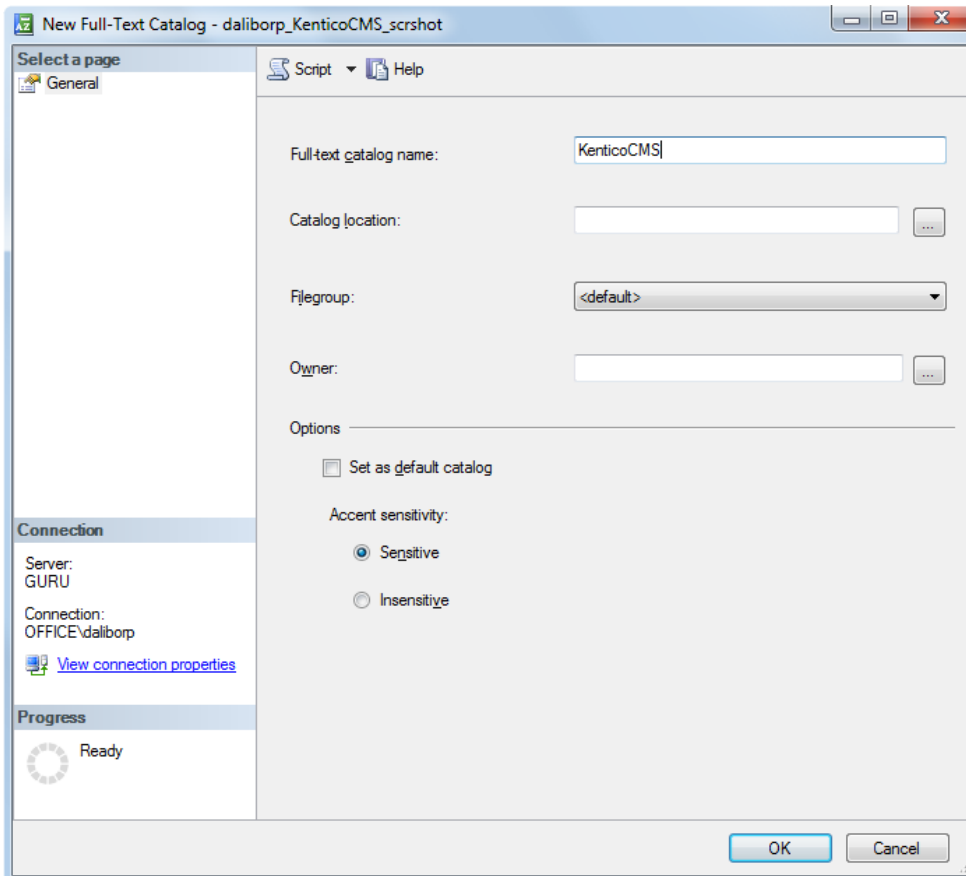 New Full-Text Catalog - daliborp_KenticoCMS_scrshot
Select a page
General
Script Help
Full-text catalog name: KenticoCMS
Catalog location: ...
Filegroup: <default>
Owner: ...
Options
Set as default catalog
Accent sensitivity:
Sensitive
Insensitive
Connection
Server:
GURU
Connection:
OFFICE\daliborp
View connection properties
Progress
Ready
OK Cancel